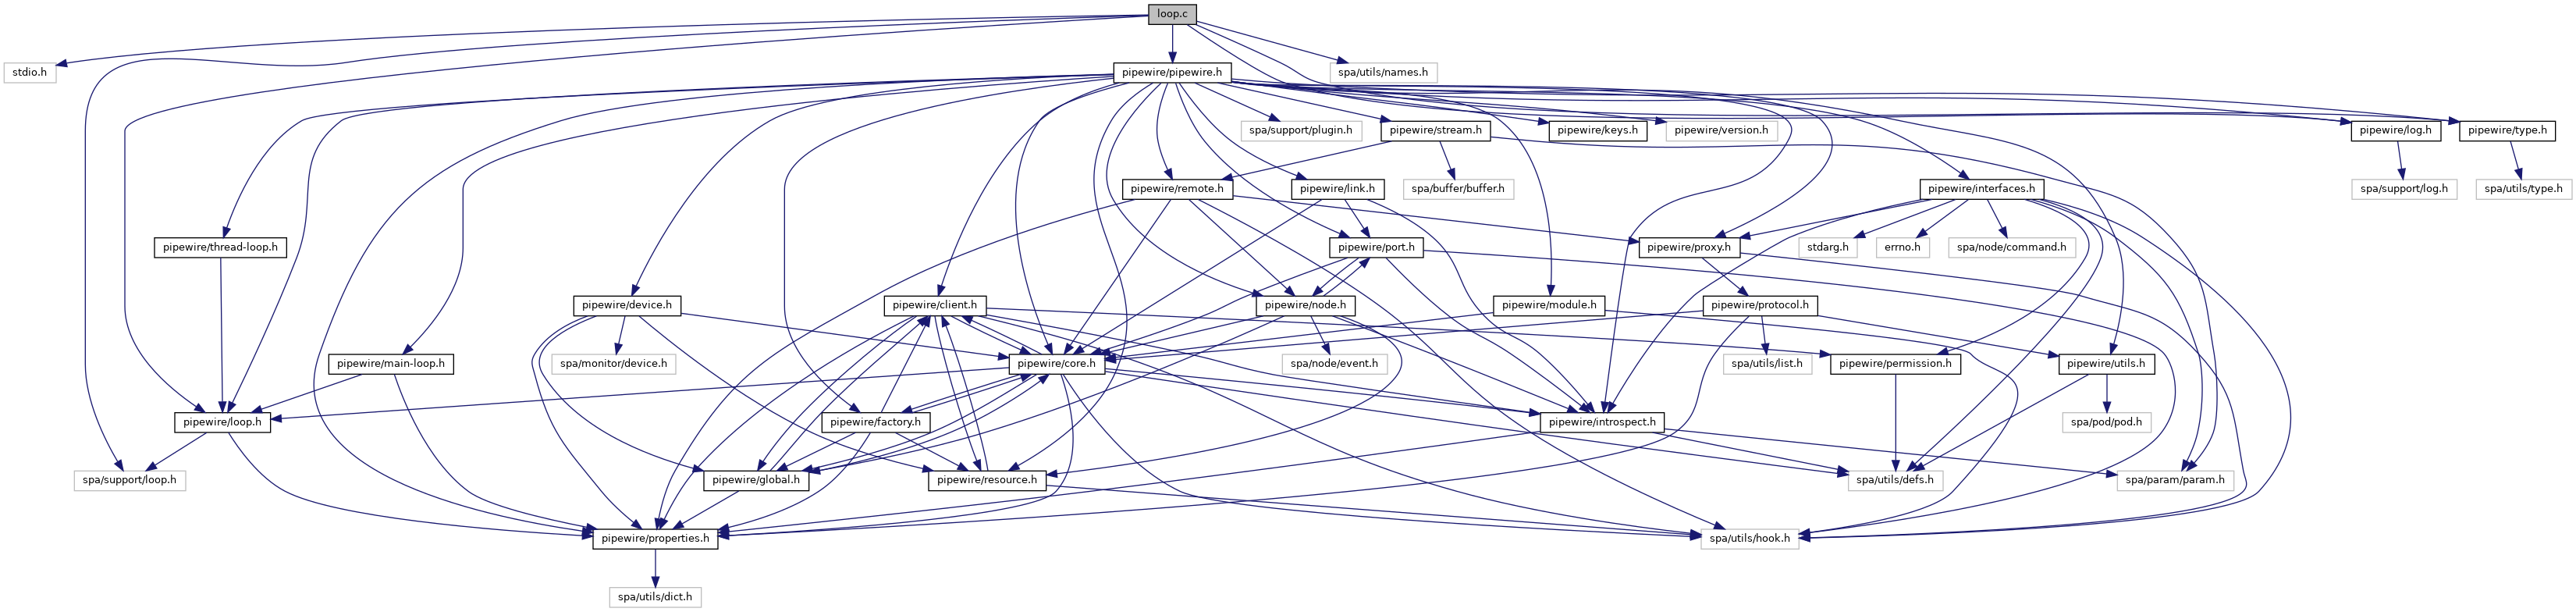 loop.c
stdio.h
pipewire/pipewire.h
spa/utils/names.h
spa/support/plugin.h
pipewire/stream.h
pipewire/keys.h
pipewire/version.h
pipewire/log.h
pipewire/type.h
pipewire/remote.h
pipewire/link.h
spa/buffer/buffer.h
pipewire/interfaces.h
spa/support/log.h
spa/utils/type.h
pipewire/thread-loop.h
pipewire/port.h
pipewire/proxy.h
stdarg.h
errno.h
spa/node/command.h
pipewire/device.h
pipewire/client.h
pipewire/node.h
pipewire/module.h
pipewire/protocol.h
pipewire/main-loop.h
spa/monitor/device.h
pipewire/core.h
spa/node/event.h
spa/utils/list.h
pipewire/permission.h
pipewire/utils.h
pipewire/loop.h
pipewire/factory.h
pipewire/introspect.h
spa/pod/pod.h
spa/support/loop.h
pipewire/global.h
pipewire/resource.h
spa/utils/defs.h
spa/param/param.h
pipewire/properties.h
spa/utils/hook.h
spa/utils/dict.h